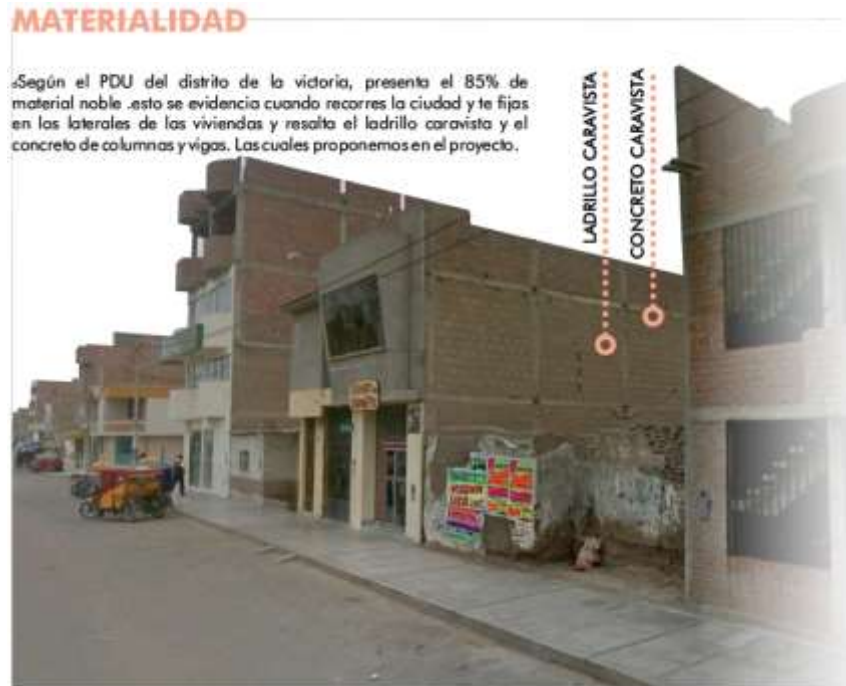 MATERIALIDAD
Según el PDU del distrito de la victoria, presenta el 85% de
material noble .esto se evidencia cuando recorres la ciudad y te fijas
en los laterales de las viviendas y resalta el ladrillo caravista y el
concreto de columnas y vigas. Las cuales proponemos en el proyecto.
LADRILLO CARAVISTA
CONCRETO CARAVISTA